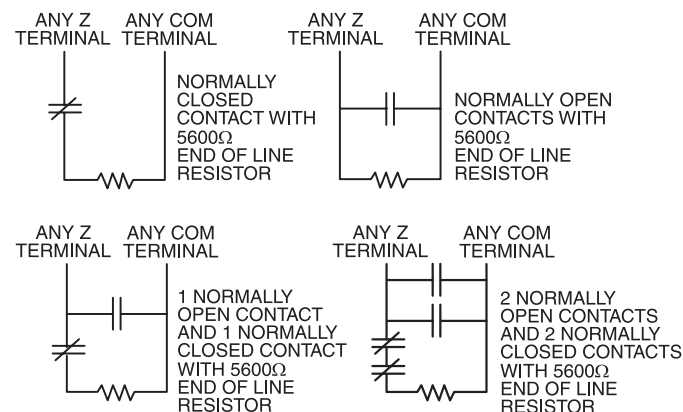 ANY Z TERMINAL
ANY COM TERMINAL
NORMALLY
CLOSED
CONTACT WITH
5600Ω
END OF LINE
RESISTOR
ANY Z TERMINAL
ANY COM TERMINAL
NORMALLY OPEN
CONTACTS WITH
5600Ω
END OF LINE
RESISTOR
ANY Z TERMINAL
ANY COM TERMINAL
1 NORMALLY
OPEN CONTACT
AND 1 NORMALLY
CLOSED CONTACT
WITH 5600Ω
END OF LINE
RESISTOR
ANY Z TERMINAL
ANY COM TERMINAL
2 NORMALLY
OPEN CONTACTS
AND 2 NORMALLY
CLOSED CONTACTS
WITH 5600Ω
END OF LINE
RESISTOR